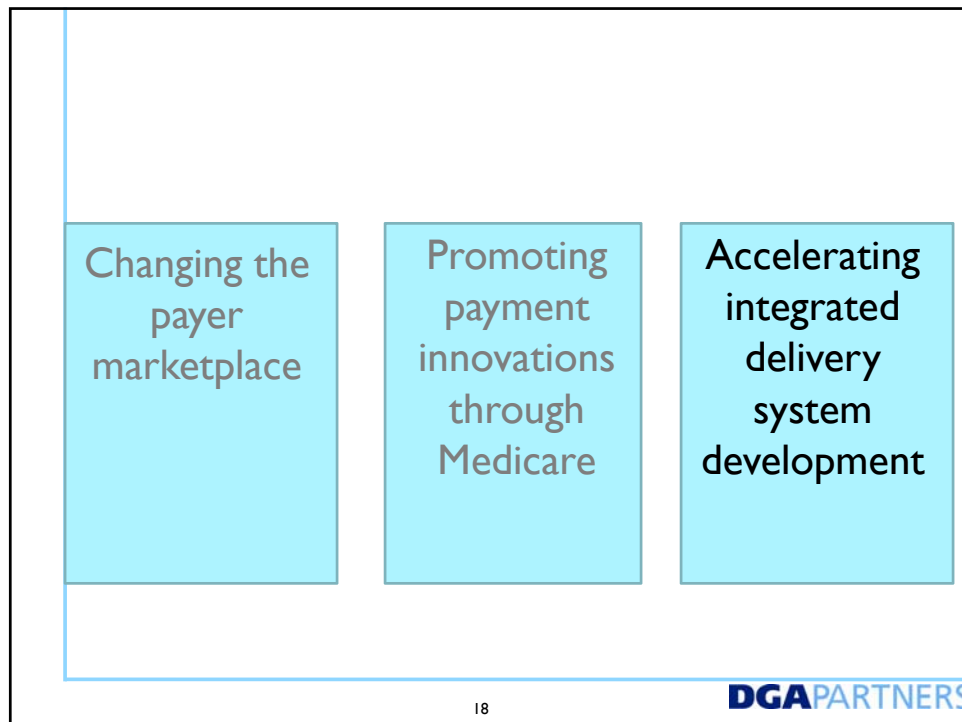 Changing the
payer
marketplace
Promoting
payment
innovations
through
Medicare
Accelerating
integrated
delivery
system
development
18
DGAPARTNERS